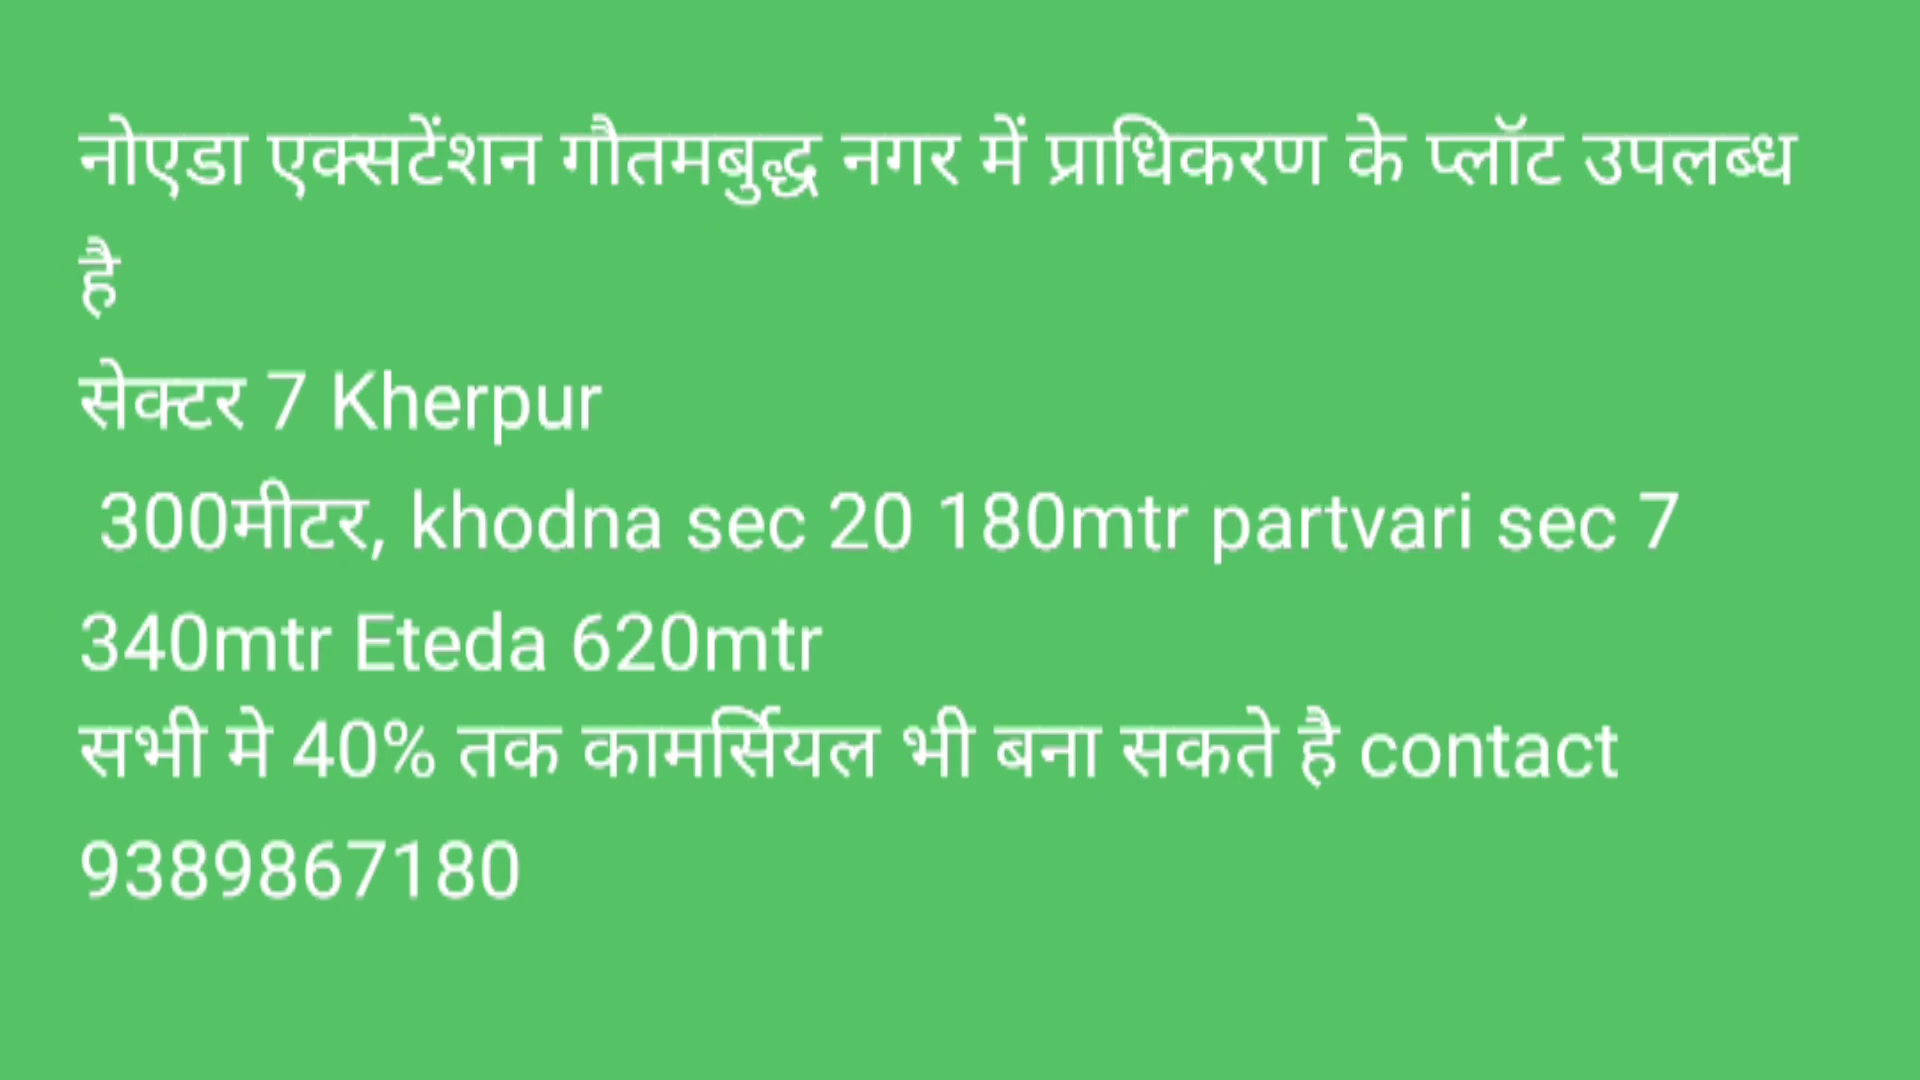 नोएडा एक्सटेंशन गौतमबुद्ध नगर में प्राधिकरण के प्लॉट उपलब्ध
है
सेक्टर 7 Kherpur
300मीटर, khodna sec 20 180mtr partvari sec 7
340mtr Eteda 620mtr
सभी मे 40% तक कामर्सियल भी बना सकते है contact
9389867180